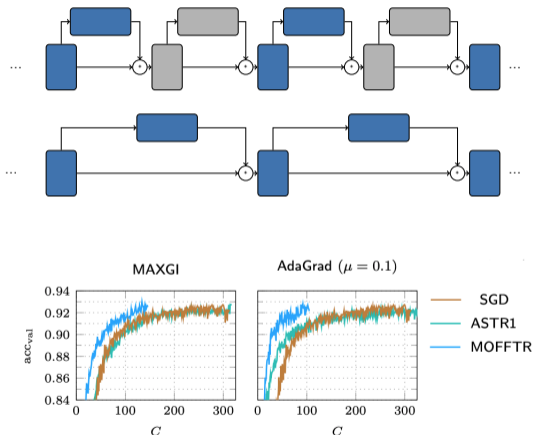 ...
...
...
...
MAXGI
AdaGrad (μ = 0.1)
acc_val
0.94
0.92
0.90
0.88
0.86
0.84
0 100 200 300
C
0 100 200 300
C
SGD
ASTR1
MOFFTR